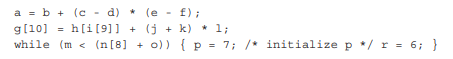 a = b + (c - d) * (e - f);
g[10] = h[i[9]] + (j + k) * l;
while (m < (n[8] + o)) { p = 7; /* initialize p */ r = 6; }